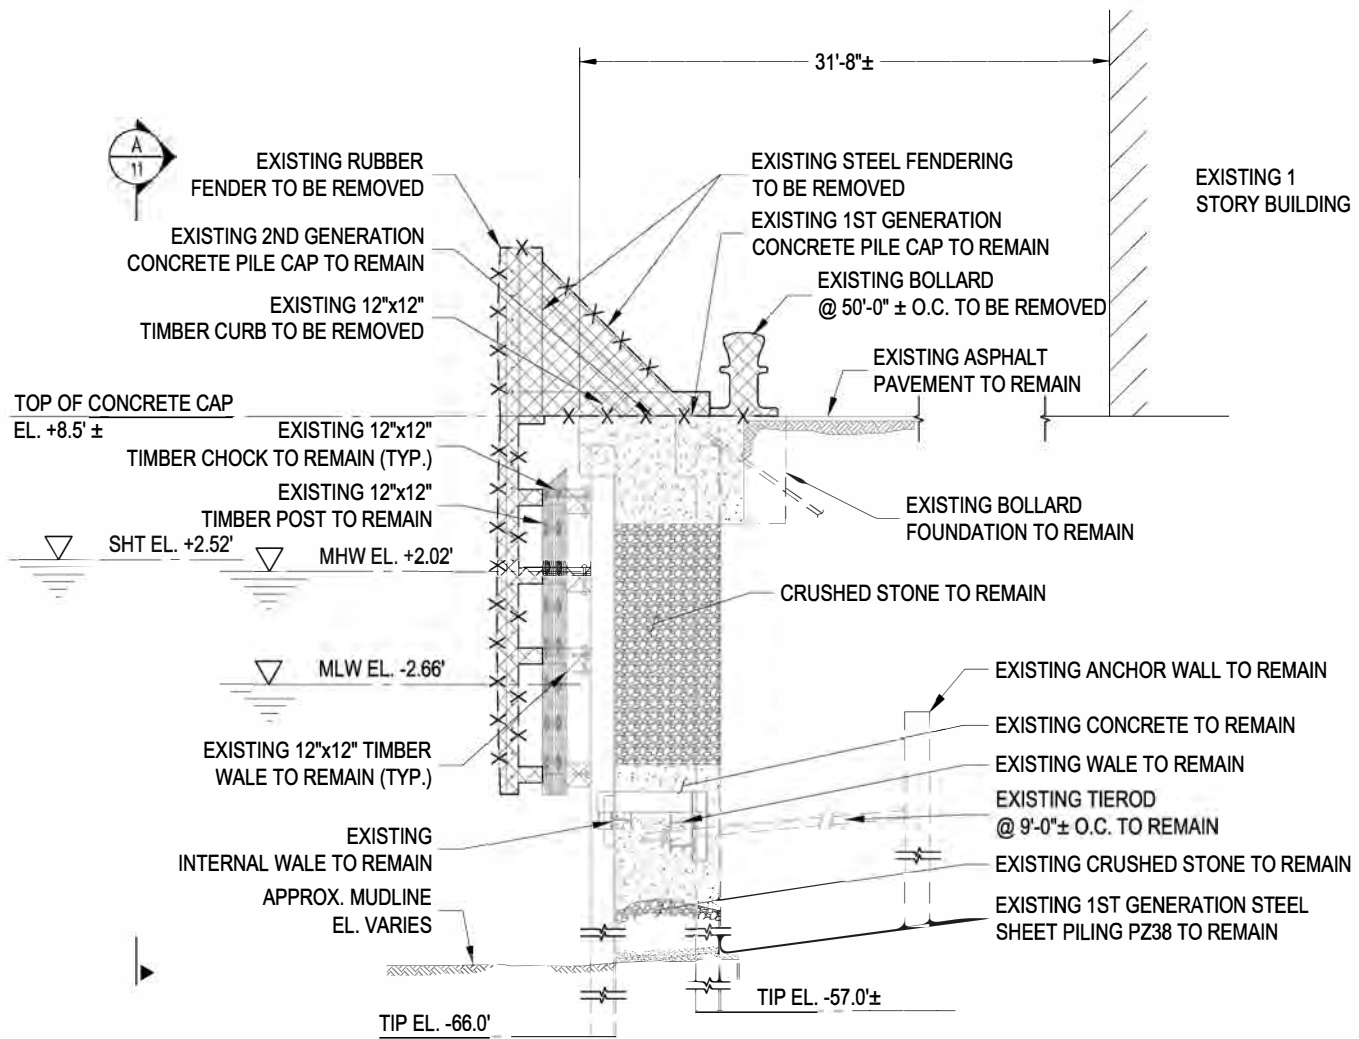 31'-8"±
A
11
EXISTING RUBBER
FENDER TO BE REMOVED
EXISTING STEEL FENDERING
TO BE REMOVED
EXISTING 1
STORY BUILDING
EXISTING 2ND GENERATION
CONCRETE PILE CAP TO REMAIN
EXISTING 1ST GENERATION
CONCRETE PILE CAP TO REMAIN
EXISTING 12"x12"
TIMBER CURB TO BE REMOVED
EXISTING BOLLARD
@ 50'-0" ± O.C. TO BE REMOVED
EXISTING ASPHALT
PAVEMENT TO REMAIN
TOP OF CONCRETE CAP
EL. +8.5' ±
EXISTING 12"x12"
TIMBER CHOCK TO REMAIN (TYP.)
EXISTING 12"x12"
TIMBER POST TO REMAIN
EXISTING BOLLARD
FOUNDATION TO REMAIN
SHT EL. +2.52'
MHW EL. +2.02'
CRUSHED STONE TO REMAIN
MLW EL. -2.66'
EXISTING ANCHOR WALL TO REMAIN
EXISTING CONCRETE TO REMAIN
EXISTING 12"x12" TIMBER
WALE TO REMAIN (TYP.)
EXISTING WALE TO REMAIN
EXISTING TIEROD
@ 9'-0"± O.C. TO REMAIN
EXISTING
INTERNAL WALE TO REMAIN
EXISTING CRUSHED STONE TO REMAIN
APPROX. MUDLINE
EL. VARIES
EXISTING 1ST GENERATION STEEL
SHEET PILING PZ38 TO REMAIN
TIP EL. -57.0'±
TIP EL. -66.0'